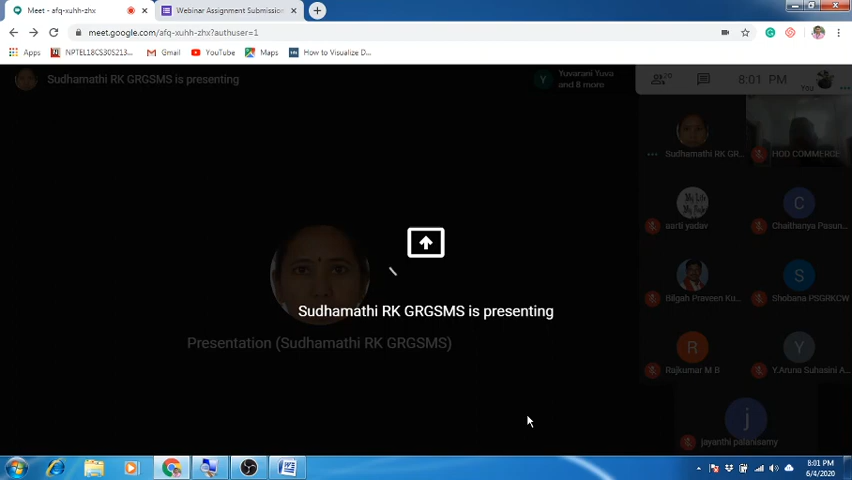 Meet - afq-xuhh-zhx
Webinar Assignment Submission
meet.google.com/afq-xuhh-zhx?authuser=1
Apps
NPTEL18CS30S213...
Gmail
YouTube
Maps
How to Visualize D...
Sudhamathi RK GRGSMS is presenting
Yuvarani Yuva
and 8 more
Y
20
8:01 PM
You
Sudhamathi RK GR...
HOD COMMERCE
aarti yadav
C
Chaithanya Pasun...
Sudhamathi RK GRGSMS is presenting
Presentation (Sudhamathi RK GRGSMS)
Bilgah Praveen Ku...
S
Shobana PSGRKCW
R
Rajkumar M B
Y
Y.Aruna Suhasini A...
j
jayanthi palanisamy
8:01 PM
6/4/2020